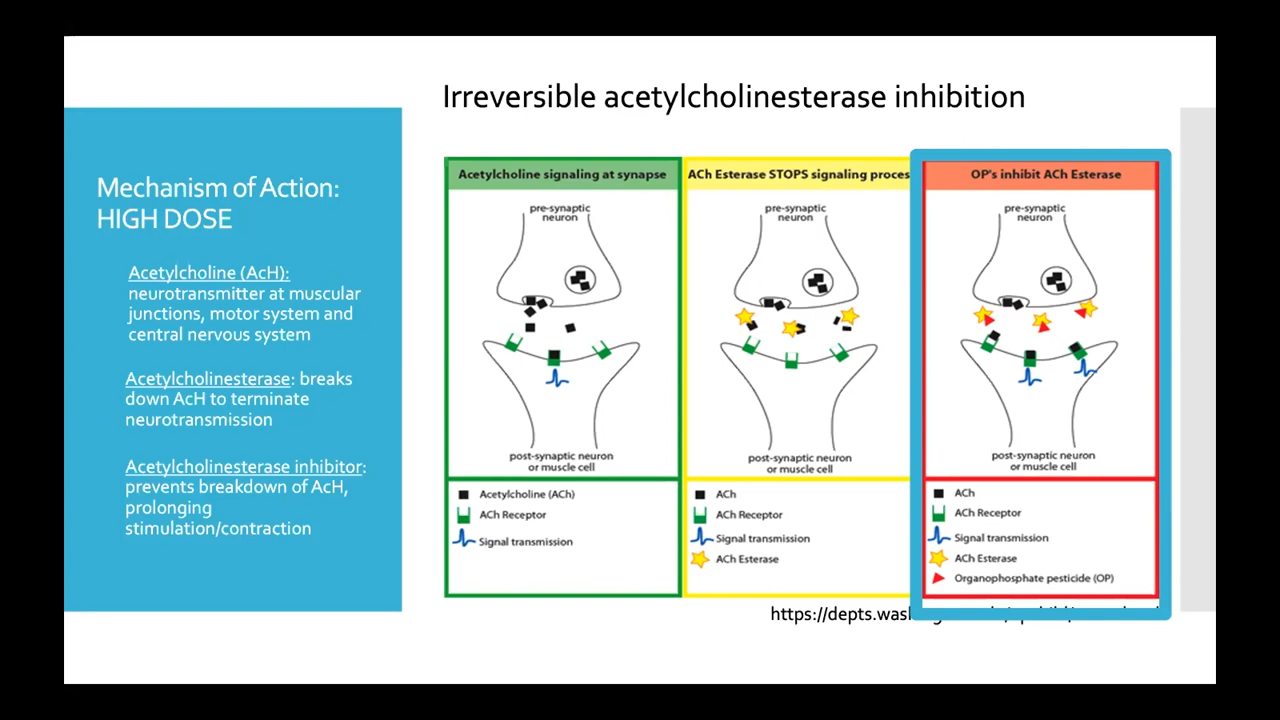 Irreversible acetylcholinesterase inhibition
Mechanism of Action:
HIGH DOSE
Acetylcholine (AcH):
neurotransmitter at muscular
junctions, motor system and
central nervous system
Acetylcholinesterase: breaks
down AcH to terminate
neurotransmission
Acetylcholinesterase inhibitor:
prevents breakdown of AcH,
prolonging
stimulation/contraction
Acetylcholine signaling at synapse
pre-synaptic
neuron
post-synaptic neuron
or muscle cell
Acetylcholine (ACh)
ACh Receptor
Signal transmission
ACh Esterase STOPS signaling proces
pre-synaptic
neuron
post-synaptic neuron
or muscle cell
ACh
ACh Receptor
Signal transmission
ACh Esterase
OP's inhibit ACh Esterase
pre-synaptic
neuron
post-synaptic neuron
or muscle cell
ACh
ACh Receptor
Signal transmission
ACh Esterase
Organophosphate pesticide (OP)
https://depts.was